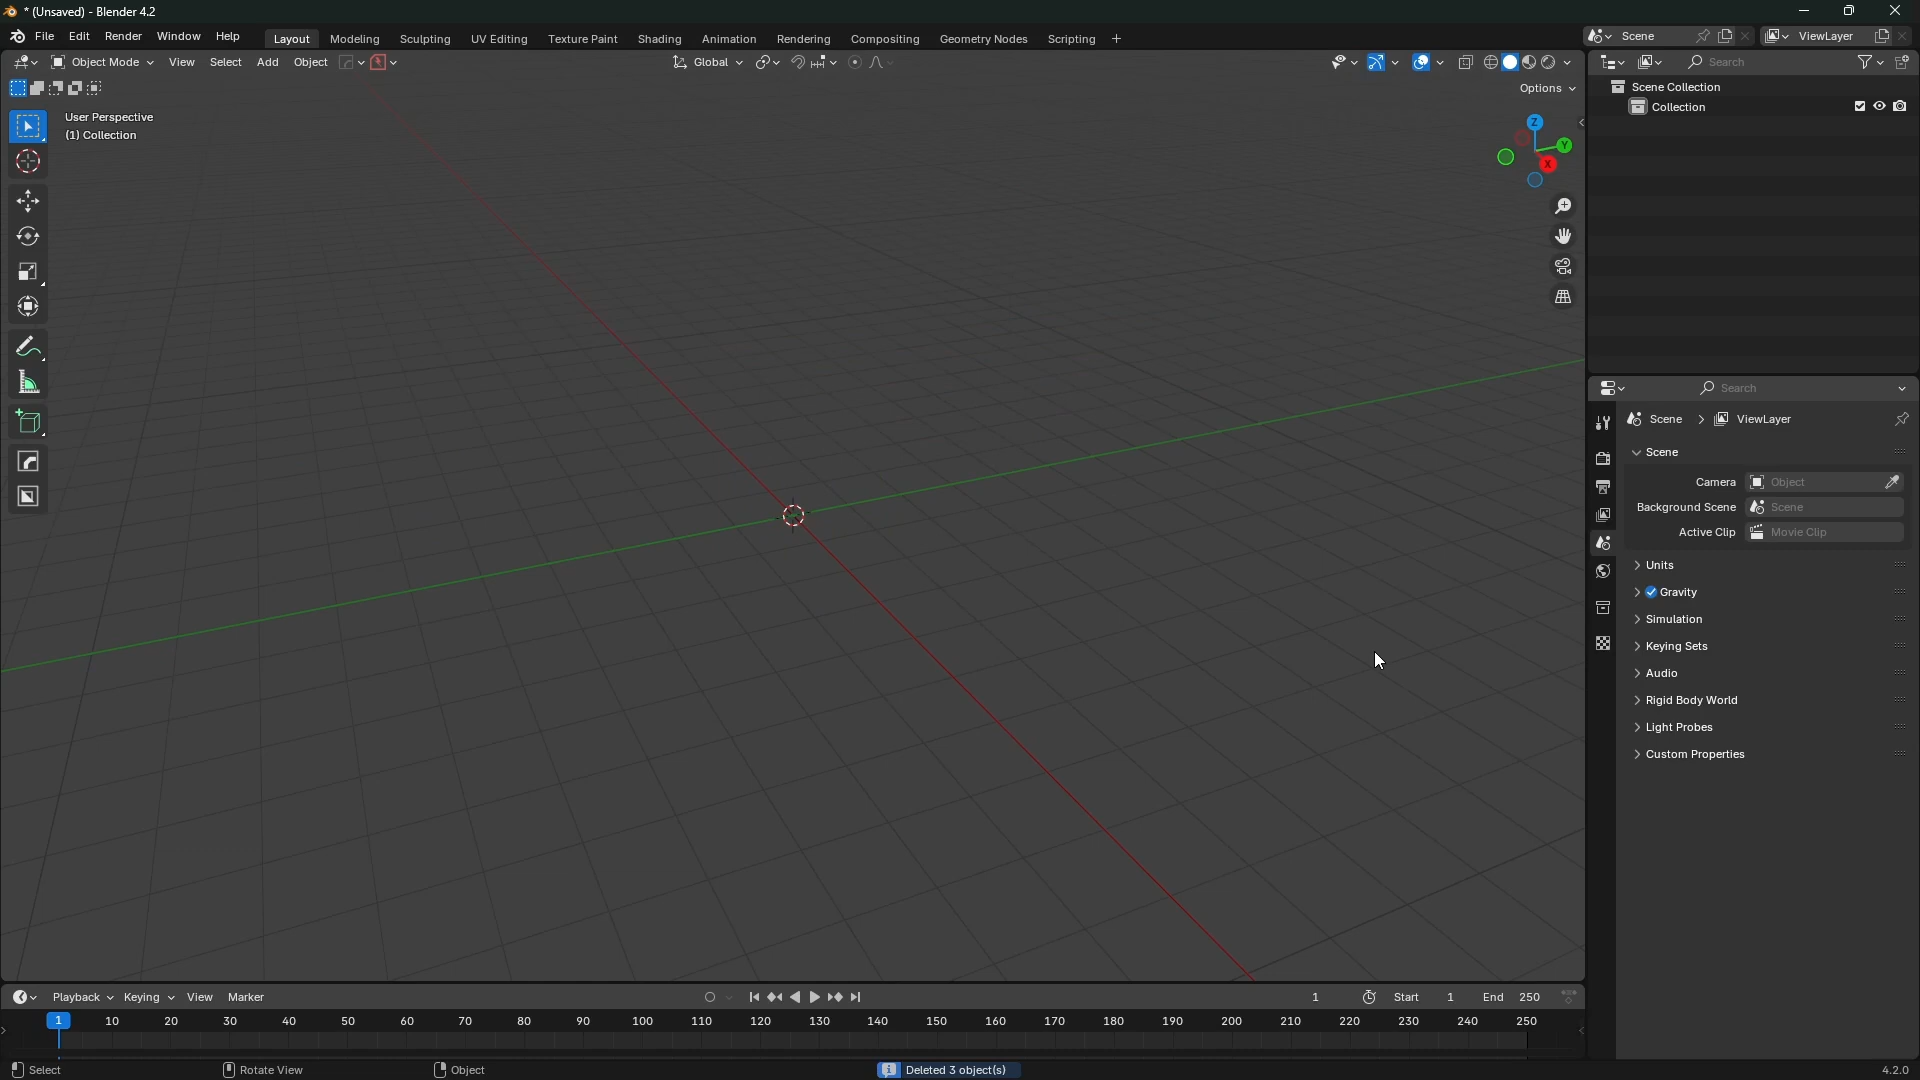 * (Unsaved) - Blender 4.2
File Edit Render Window Help Layout Modeling Sculpting UV Editing Texture Paint Shading Animation Rendering Compositing Geometry Nodes Scripting + Scene ViewLayer
Object Mode View Select Add Object Global Search
Options
User Perspective
(1) Collection
Z
Y
X
Scene Collection
Collection
Search
Scene > ViewLayer
Scene
Camera Object
Background Scene Scene
Active Clip Movie Clip
Units
Gravity
Simulation
Keying Sets
Audio
Rigid Body World
Light Probes
Custom Properties
Playback Keying View Marker 1 Start 1 End 250
1 10 20 30 40 50 60 70 80 90 100 110 120 130 140 150 160 170 180 190 200 210 220 230 240 250
Select Rotate View Object Deleted 3 object(s) 4.2.0